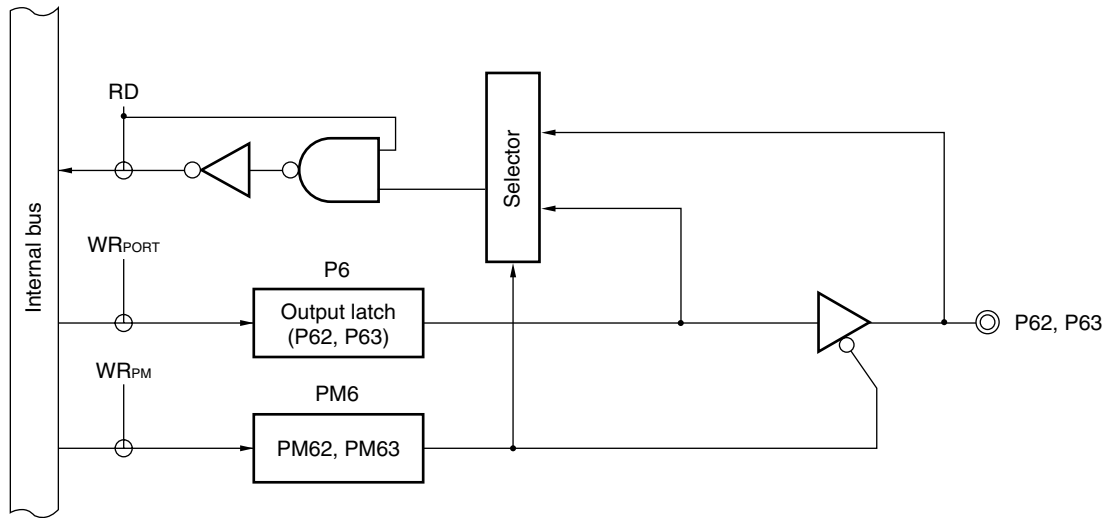 RD
Selector
Internal bus
WRPORT
P6
Output latch
(P62, P63)
P62, P63
WRPM
PM6
PM62, PM63